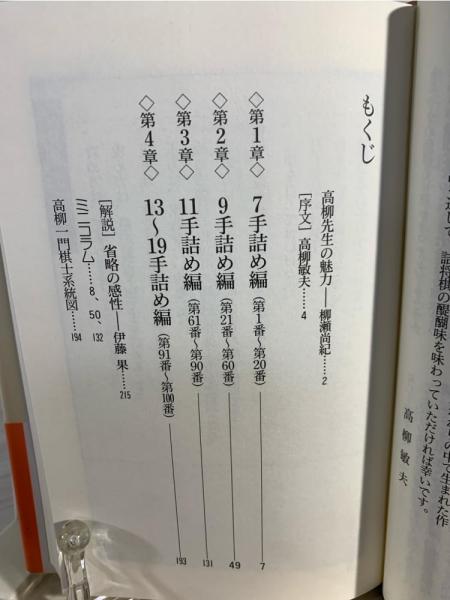 詰将棋の醍醐味を味わっていただければ幸いです。
高柳敏夫
もくじ
高柳先生の魅力――柳瀬尚紀……2
[序文]高柳敏夫……4
◇第1章◇ 7手詰め編(第1番〜第20番) 7
◇第2章◇ 9手詰め編(第21番〜第60番) 49
◇第3章◇ 11手詰め編(第61番〜第90番) 131
◇第4章◇ 13〜19手詰め編(第91番〜第100番) 193
[解説]省略の感性――伊藤 果……215
ミニコラム……8、50、132
高柳一門棋士系統図……194